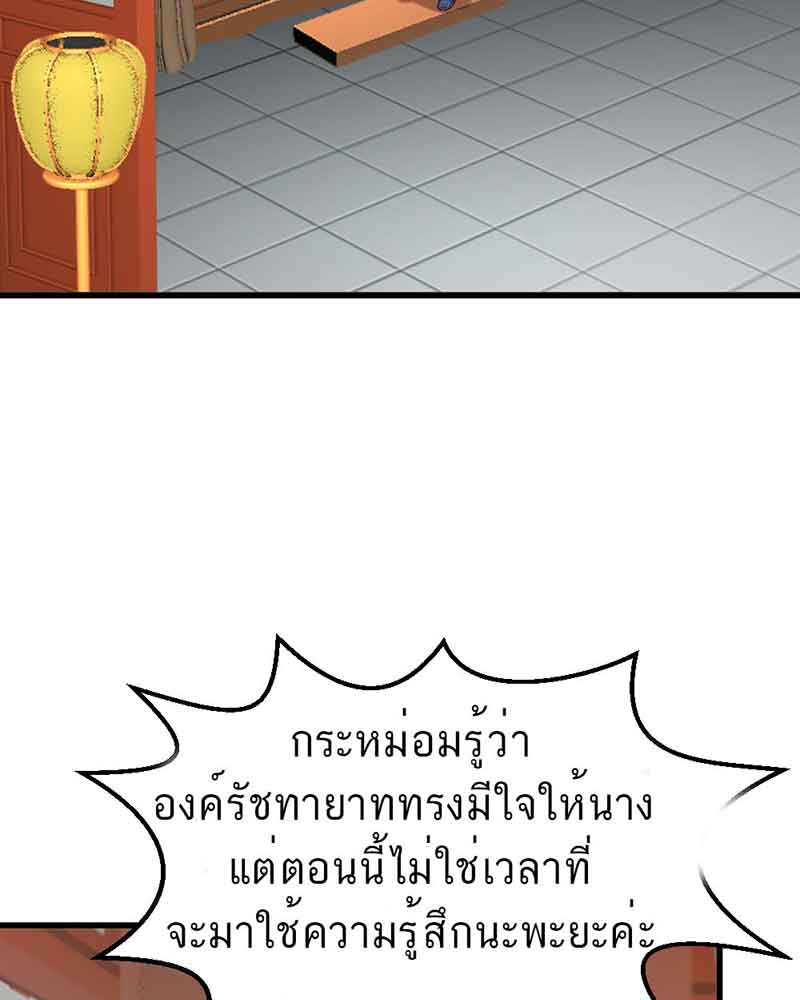 กระหม่อมรู้ว่า
องค์รัชทายาททรงมีใจให้นาง
แต่ตอนนี้ไม่ใช่เวลาที่
จะมาใช้ความรู้สึกนะพะยะค่ะ